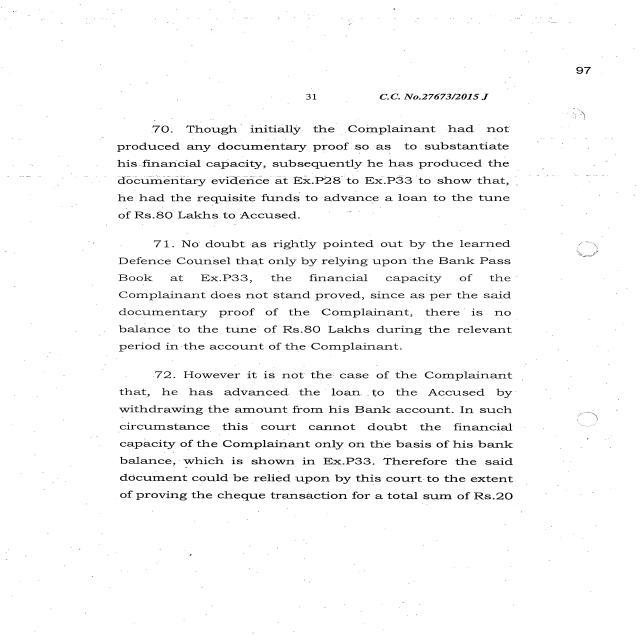 97
31 C.C. No.27673/2015 J
70. Though initially the Complainant had not
produced any documentary proof so as to substantiate
his financial capacity, subsequently he has produced the
documentary evidence at Ex.P28 to Ex.P33 to show that,
he had the requisite funds to advance a loan to the tune
of Rs.80 Lakhs to Accused.
71. No doubt as rightly pointed out by the learned
Defence Counsel that only by relying upon the Bank Pass
Book at Ex.P33, the financial capacity of the
Complainant does not stand proved, since as per the said
documentary proof of the Complainant, there is no
balance to the tune of Rs.80 Lakhs during the relevant
period in the account of the Complainant.
72. However it is not the case of the Complainant
that, he has advanced the loan to the Accused by
withdrawing the amount from his Bank account. In such
circumstance this court cannot doubt the financial
capacity of the Complainant only on the basis of his bank
balance, which is shown in Ex.P33. Therefore the said
document could be relied upon by this court to the extent
of proving the cheque transaction for a total sum of Rs.20